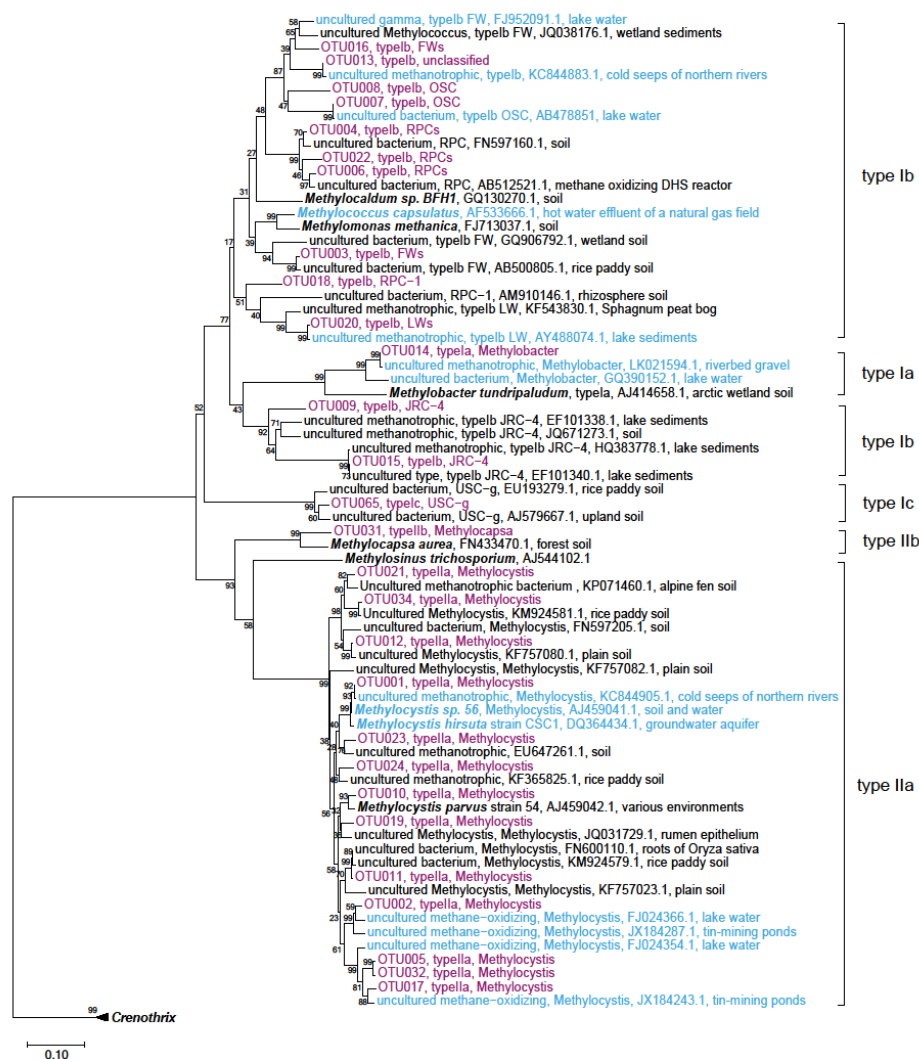 uncultured gamma, typeIb FW, FJ952091.1, lake water
uncultured Methylococcus, typeIb FW, JQ038176.1, wetland sediments
OTU016, typeIb, FWs
OTU013, typeIb, unclassified
uncultured methanotrophic, typeIb, KC844883.1, cold seeps of northern rivers
OTU008, typeIb, OSC
OTU007, typeIb, OSC
uncultured bacterium, typeIb OSC, AB478851, lake water
OTU004, typeIb, RPCs
uncultured bacterium, RPC, FN597160.1, soil
OTU022, typeIb, RPCs
OTU006, typeIb, RPCs
uncultured bacterium, RPC, AB512521.1, methane oxidizing DHS reactor
Methylocaldum sp. BFH1, GQ130270.1, soil
Methylococcus capsulatus, AF533666.1, hot water effluent of a natural gas field
Methylomonas methanica, FJ713037.1, soil
uncultured bacterium, typeIb FW, GQ906792.1, wetland soil
OTU003, typeIb, FWs
uncultured bacterium, typeIb FW, AB500805.1, rice paddy soil
OTU018, typeIb, RPC-1
uncultured bacterium, RPC-1, AM910146.1, rhizosphere soil
uncultured methanotrophic, typeIb LW, KF543830.1, Sphagnum peat bog
OTU020, typeIb, LWs
uncultured methanotrophic, typeIb LW, AY488074.1, lake sediments
type Ib
OTU014, typeIa, Methylobacter
uncultured methanotrophic, Methylobacter, LK021594.1, riverbed gravel
uncultured bacterium, Methylobacter, GQ390152.1, lake water
Methylobacter tundripaludum, typeIa, AJ414658.1, arctic wetland soil
type Ia
OTU009, typeIb, JRC-4
uncultured methanotrophic, typeIb JRC-4, EF101338.1, lake sediments
uncultured methanotrophic, typeIb JRC-4, JQ671273.1, soil
uncultured methanotrophic, typeIb JRC-4, HQ383778.1, lake sediments
OTU015, typeIb, JRC-4
uncultured type, typeIb JRC-4, EF101340.1, lake sediments
type Ib
uncultured bacterium, USC-g, EU193279.1, rice paddy soil
OTU065, typeIc, USC-g
uncultured bacterium, USC-g, AJ579667.1, upland soil
type Ic
OTU031, typeIIb, Methylocapsa
Methylocapsa aurea, FN433470.1, forest soil
type IIb
Methylosinus trichosporium, AJ544102.1
OTU021, typeIIa, Methylocystis
Uncultured methanotrophic bacterium , KP071460.1, alpine fen soil
OTU034, typeIIa, Methylocystis
Uncultured Methylocystis, KM924581.1, rice paddy soil
uncultured bacterium, Methylocystis, FN597205.1, soil
OTU012, typeIIa, Methylocystis
uncultured Methylocystis, KF757080.1, plain soil
uncultured Methylocystis, Methylocystis, KF757082.1, plain soil
OTU001, typeIIa, Methylocystis
uncultured methanotrophic, Methylocystis, KC844905.1, cold seeps of northern rivers
Methylocystis sp. 56, Methylocystis, AJ459041.1, soil and water
Methylocystis hirsuta strain CSC1, DQ364434.1, groundwater aquifer
OTU023, typeIIa, Methylocystis
uncultured methanotrophic, EU647261.1, soil
OTU024, typeIIa, Methylocystis
uncultured methanotrophic, KF365825.1, rice paddy soil
OTU010, typeIIa, Methylocystis
Methylocystis parvus strain 54, AJ459042.1, various environments
OTU019, typeIIa, Methylocystis
uncultured Methylocystis, Methylocystis, JQ031729.1, rumen epithelium
uncultured bacterium, Methylocystis, FN600110.1, roots of Oryza sativa
uncultured bacterium, Methylocystis, KM924579.1, rice paddy soil
OTU011, typeIIa, Methylocystis
uncultured Methylocystis, Methylocystis, KF757023.1, plain soil
OTU002, typeIIa, Methylocystis
uncultured methane-oxidizing, Methylocystis, FJ024366.1, lake water
uncultured methane-oxidizing, Methylocystis, JX184287.1, tin-mining ponds
uncultured methane-oxidizing, Methylocystis, FJ024354.1, lake water
OTU005, typeIIa, Methylocystis
OTU032, typeIIa, Methylocystis
OTU017, typeIIa, Methylocystis
uncultured methane-oxidizing, Methylocystis, JX184243.1, tin-mining ponds
type IIa
99 Crenothrix
0.10